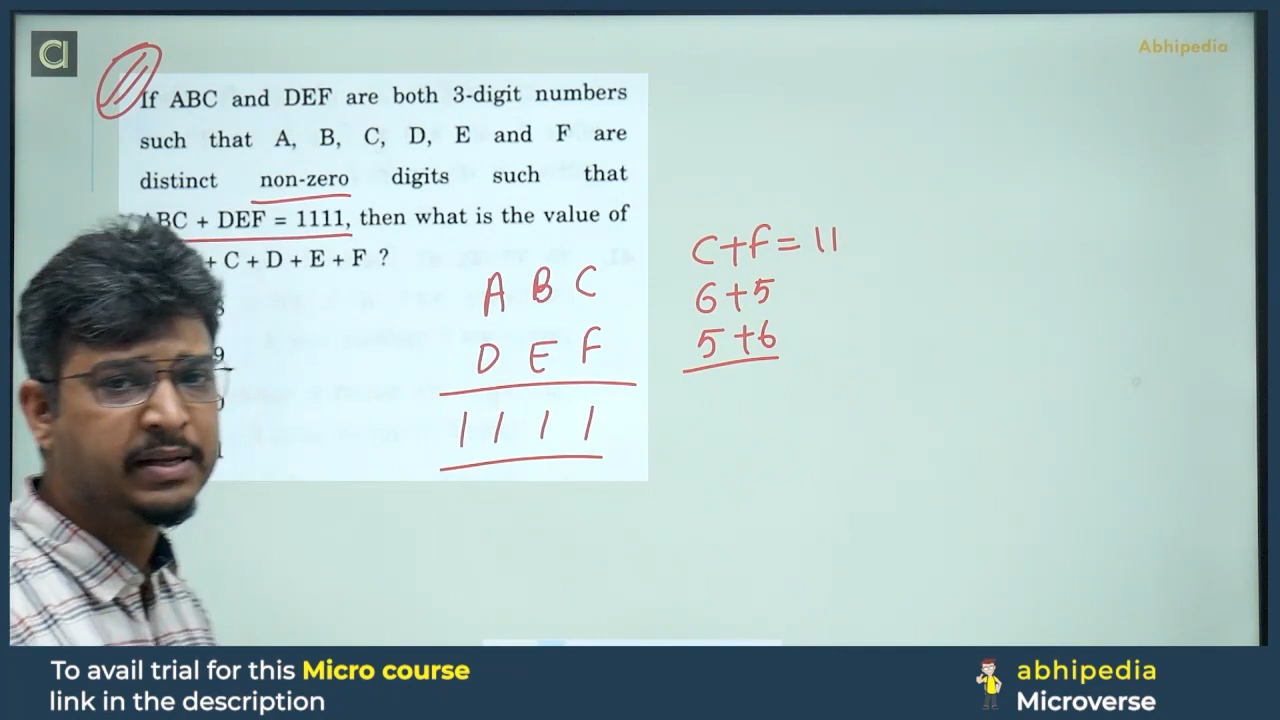 Abhipedia
If ABC and DEF are both 3-digit numbers
such that A, B, C, D, E and F are
distinct non-zero digits such that
ABC + DEF = 1111, then what is the value of
+ C + D + E + F ?
A B C
D E F
1 1 1 1
C+F = 11
6+5
5+6
9
To avail trial for this Micro course
link in the description
abhipedia
Microverse